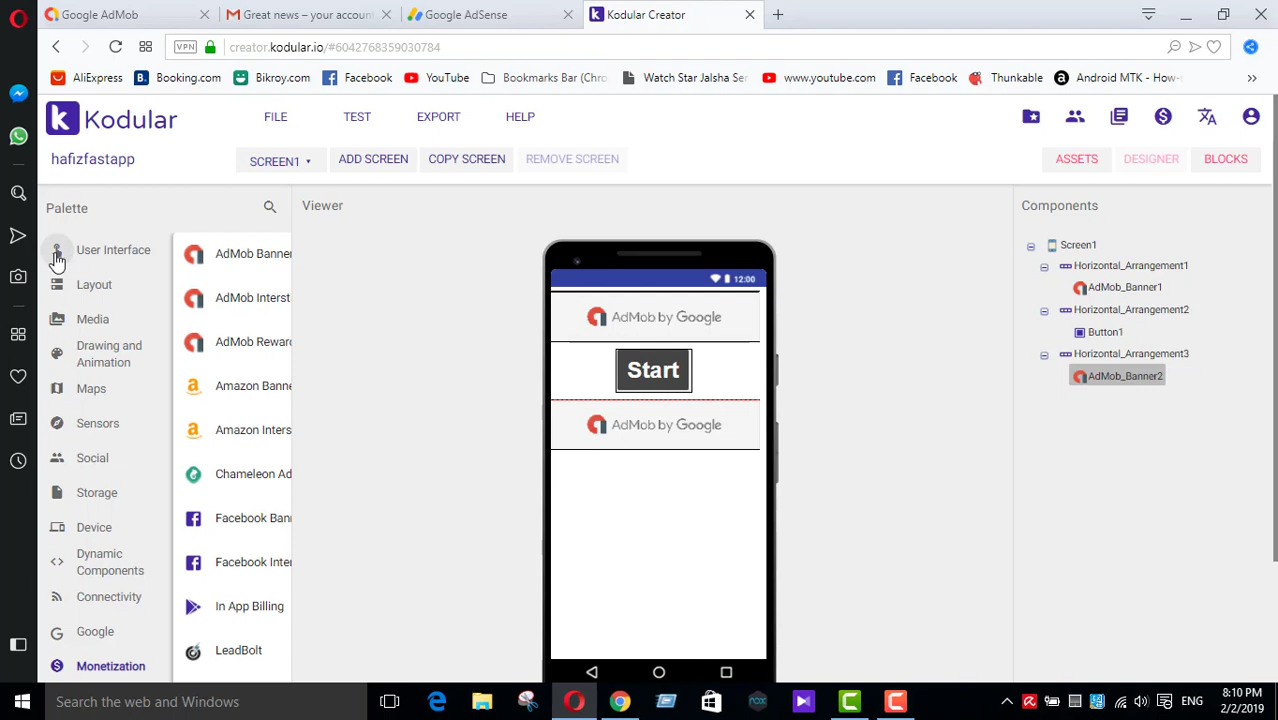 Google AdMob
Great news – your accoun
Google AdSense
Kodular Creator
VPN
creator.kodular.io/#6042768359030784
AliExpress
Booking.com
Bikroy.com
Facebook
YouTube
Bookmarks Bar (Chro
Watch Star Jalsha Ser
www.youtube.com
Facebook
Thunkable
Android MTK - How-
Kodular
FILE
TEST
EXPORT
HELP
hafizfastapp
SCREEN1
ADD SCREEN
COPY SCREEN
REMOVE SCREEN
ASSETS
DESIGNER
BLOCKS
Palette
Viewer
Components
User Interface
Layout
Media
Drawing and
Animation
Maps
Sensors
Social
Storage
Device
Dynamic
Components
Connectivity
Google
Monetization
AdMob Banne
AdMob Interst
AdMob Rewar
Amazon Banne
Amazon Inters
Chameleon Ad
Facebook Ban
Facebook Inte
In App Billing
LeadBolt
12:00
AdMob by Google
Start
AdMob by Google
Screen1
Horizontal_Arrangement1
AdMob_Banner1
Horizontal_Arrangement2
Button1
Horizontal_Arrangement3
AdMob_Banner2
Search the web and Windows
ENG
8:10 PM
2/2/2019